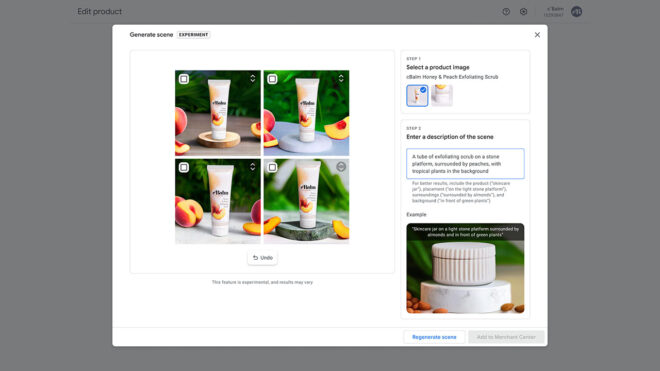 Edit product
c'Balm
Generate scene
EXPERIMENT
cBalm
cBalm
cBalm
cBalm
Undo
This feature is experimental, and results may vary
STEP 1
Select a product image
cBalm Honey & Peach Exfoliating Scrub
STEP 2
Enter a description of the scene
A tube of exfoliating scrub on a stone
platform, surrounded by peaches, with
tropical plants in the background
For better results, include the product ("skincare
jar"), placement ("on the light stone platform"),
surroundings ("surrounded by almonds"), and
background ("in front of green plants").
Example
"Skincare jar on a light stone platform surrounded by
almonds and in front of green plants"
Regenerate scene
Add to Merchant Center